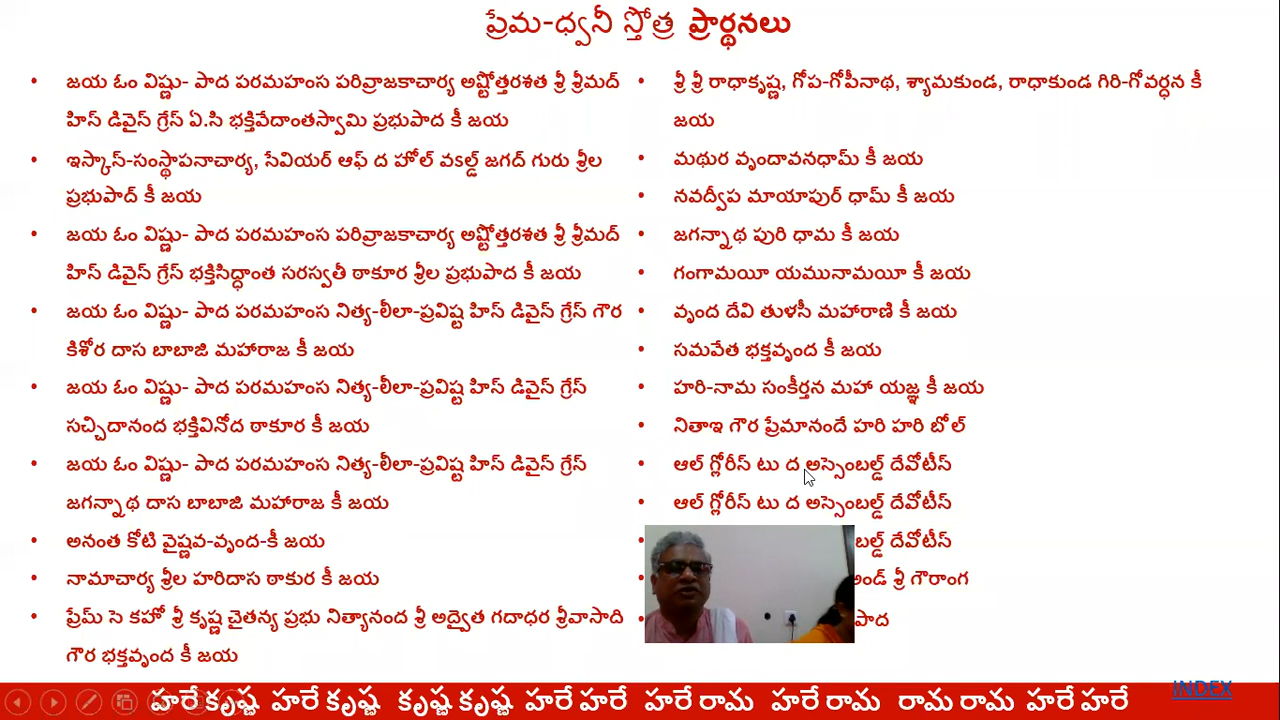 ప్రేమ-ధ్వనీ స్తోత్ర ప్రార్థనలు
జయ ఓం విష్ణు- పాద పరమహంస పరివ్రాజకాచార్య అష్టోత్తరశత శ్రీ శ్రీమద్
హిస్ డివైన్ గ్రేస్ ఏ.సి భక్తివేదాంతస్వామి ప్రభుపాద కీ జయ
ఇస్కాన్-సంస్థాపనాచార్య, సేవియర్ ఆఫ్ ద హోల్ వరల్డ్ జగద్ గురు శ్రీల
ప్రభుపాద్ కీ జయ
జయ ఓం విష్ణు- పాద పరమహంస పరివ్రాజకాచార్య అష్టోత్తరశత శ్రీ శ్రీమద్
హిస్ డివైన్ గ్రేస్ భక్తిసిద్ధాంత సరస్వతీ ఠాకూర శ్రీల ప్రభుపాద కీ జయ
జయ ఓం విష్ణు- పాద పరమహంస నిత్య-లీలా-ప్రవిష్ట హిస్ డివైన్ గ్రేస్ గౌర
కిశోర దాస బాబాజి మహారాజ కీ జయ
జయ ఓం విష్ణు- పాద పరమహంస నిత్య-లీలా-ప్రవిష్ట హిస్ డివైన్ గ్రేస్
సచ్చిదానంద భక్తివినోద ఠాకూర కీ జయ
జయ ఓం విష్ణు- పాద పరమహంస నిత్య-లీలా-ప్రవిష్ట హిస్ డివైన్ గ్రేస్
జగన్నాథ దాస బాబాజి మహారాజ కీ జయ
అనంత కోటి వైష్ణవ-వృంద-కీ జయ
నామాచార్య శ్రీల హరిదాస ఠాకుర కీ జయ
ప్రేమ్ సె కహో శ్రీ కృష్ణ చైతన్య ప్రభు నిత్యానంద శ్రీ అద్వైత గదాధర శ్రీవాసాది
గౌర భక్తవృంద కీ జయ
శ్రీ శ్రీ రాధాకృష్ణ, గోప-గోపీనాథ, శ్యామకుండ, రాధాకుండ గిరి-గోవర్ధన కీ
జయ
మథుర వృందావనధామ్ కీ జయ
నవద్వీప మాయాపుర్ ధామ్ కీ జయ
జగన్నాథ పురి ధామ కీ జయ
గంగామయీ యమునామయీ కీ జయ
వృంద దేవి తుళసీ మహారాణి కీ జయ
సమవేత భక్తవృంద కీ జయ
హరి-నామ సంకీర్తన మహా యజ్ఞ కీ జయ
నితాఇ గౌర ప్రేమానందే హరి హరి బోల్
ఆల్ గ్లోరీస్ టు ద అస్సెంబల్డ్ దేవోటీస్
ఆల్ గ్లోరీస్ టు ద అస్సెంబల్డ్ దేవోటీస్
బల్డ్ దేవోటీస్
అండ్ శ్రీ గౌరాంగ
పాద
హరే కృష్ణ హరే కృష్ణ కృష్ణ కృష్ణ హరే హరే హరే రామ హరే రామ రామ రామ హరే హరే
INDEX